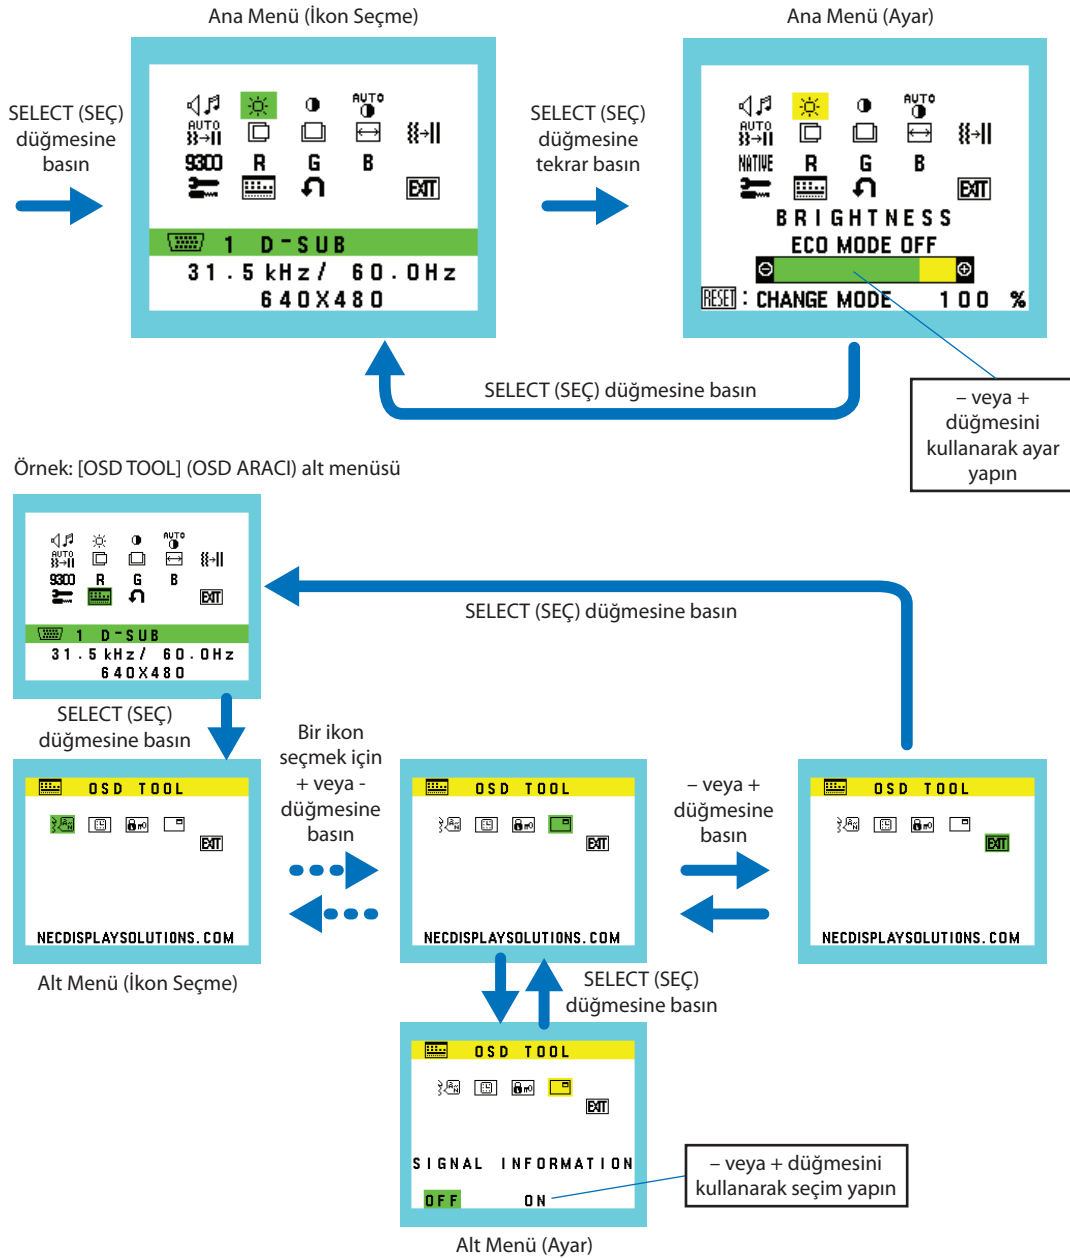 Ana Menü (İkon Seçme)
Ana Menü (Ayar)
SELECT (SEÇ)
düğmesine
basın
AUTO
AUTO
9300 R G B
EXIT
1 D-SUB
31.5 kHz/ 60.0Hz
640X480
SELECT (SEÇ)
düğmesine
tekrar basın
AUTO
AUTO
NATIVE R G B
EXIT
BRIGHTNESS
ECO MODE OFF
RESET : CHANGE MODE 100 %
SELECT (SEÇ) düğmesine basın
– veya +
düğmesini
kullanarak ayar
yapın
Örnek: [OSD TOOL] (OSD ARACI) alt menüsü
AUTO
AUTO
9300 R G B
EXIT
1 D-SUB
31.5 kHz/ 60.0Hz
640X480
SELECT (SEÇ) düğmesine basın
SELECT (SEÇ)
düğmesine basın
OSD TOOL
EXIT
NECDISPLAYSOLUTIONS.COM
Alt Menü (İkon Seçme)
Bir ikon
seçmek için
+ veya -
düğmesine
basın
OSD TOOL
EXIT
NECDISPLAYSOLUTIONS.COM
– veya +
düğmesine
basın
OSD TOOL
EXIT
NECDISPLAYSOLUTIONS.COM
SELECT (SEÇ)
düğmesine basın
OSD TOOL
EXIT
SIGNAL INFORMATION
OFF ON
– veya + düğmesini
kullanarak seçim yapın
Alt Menü (Ayar)